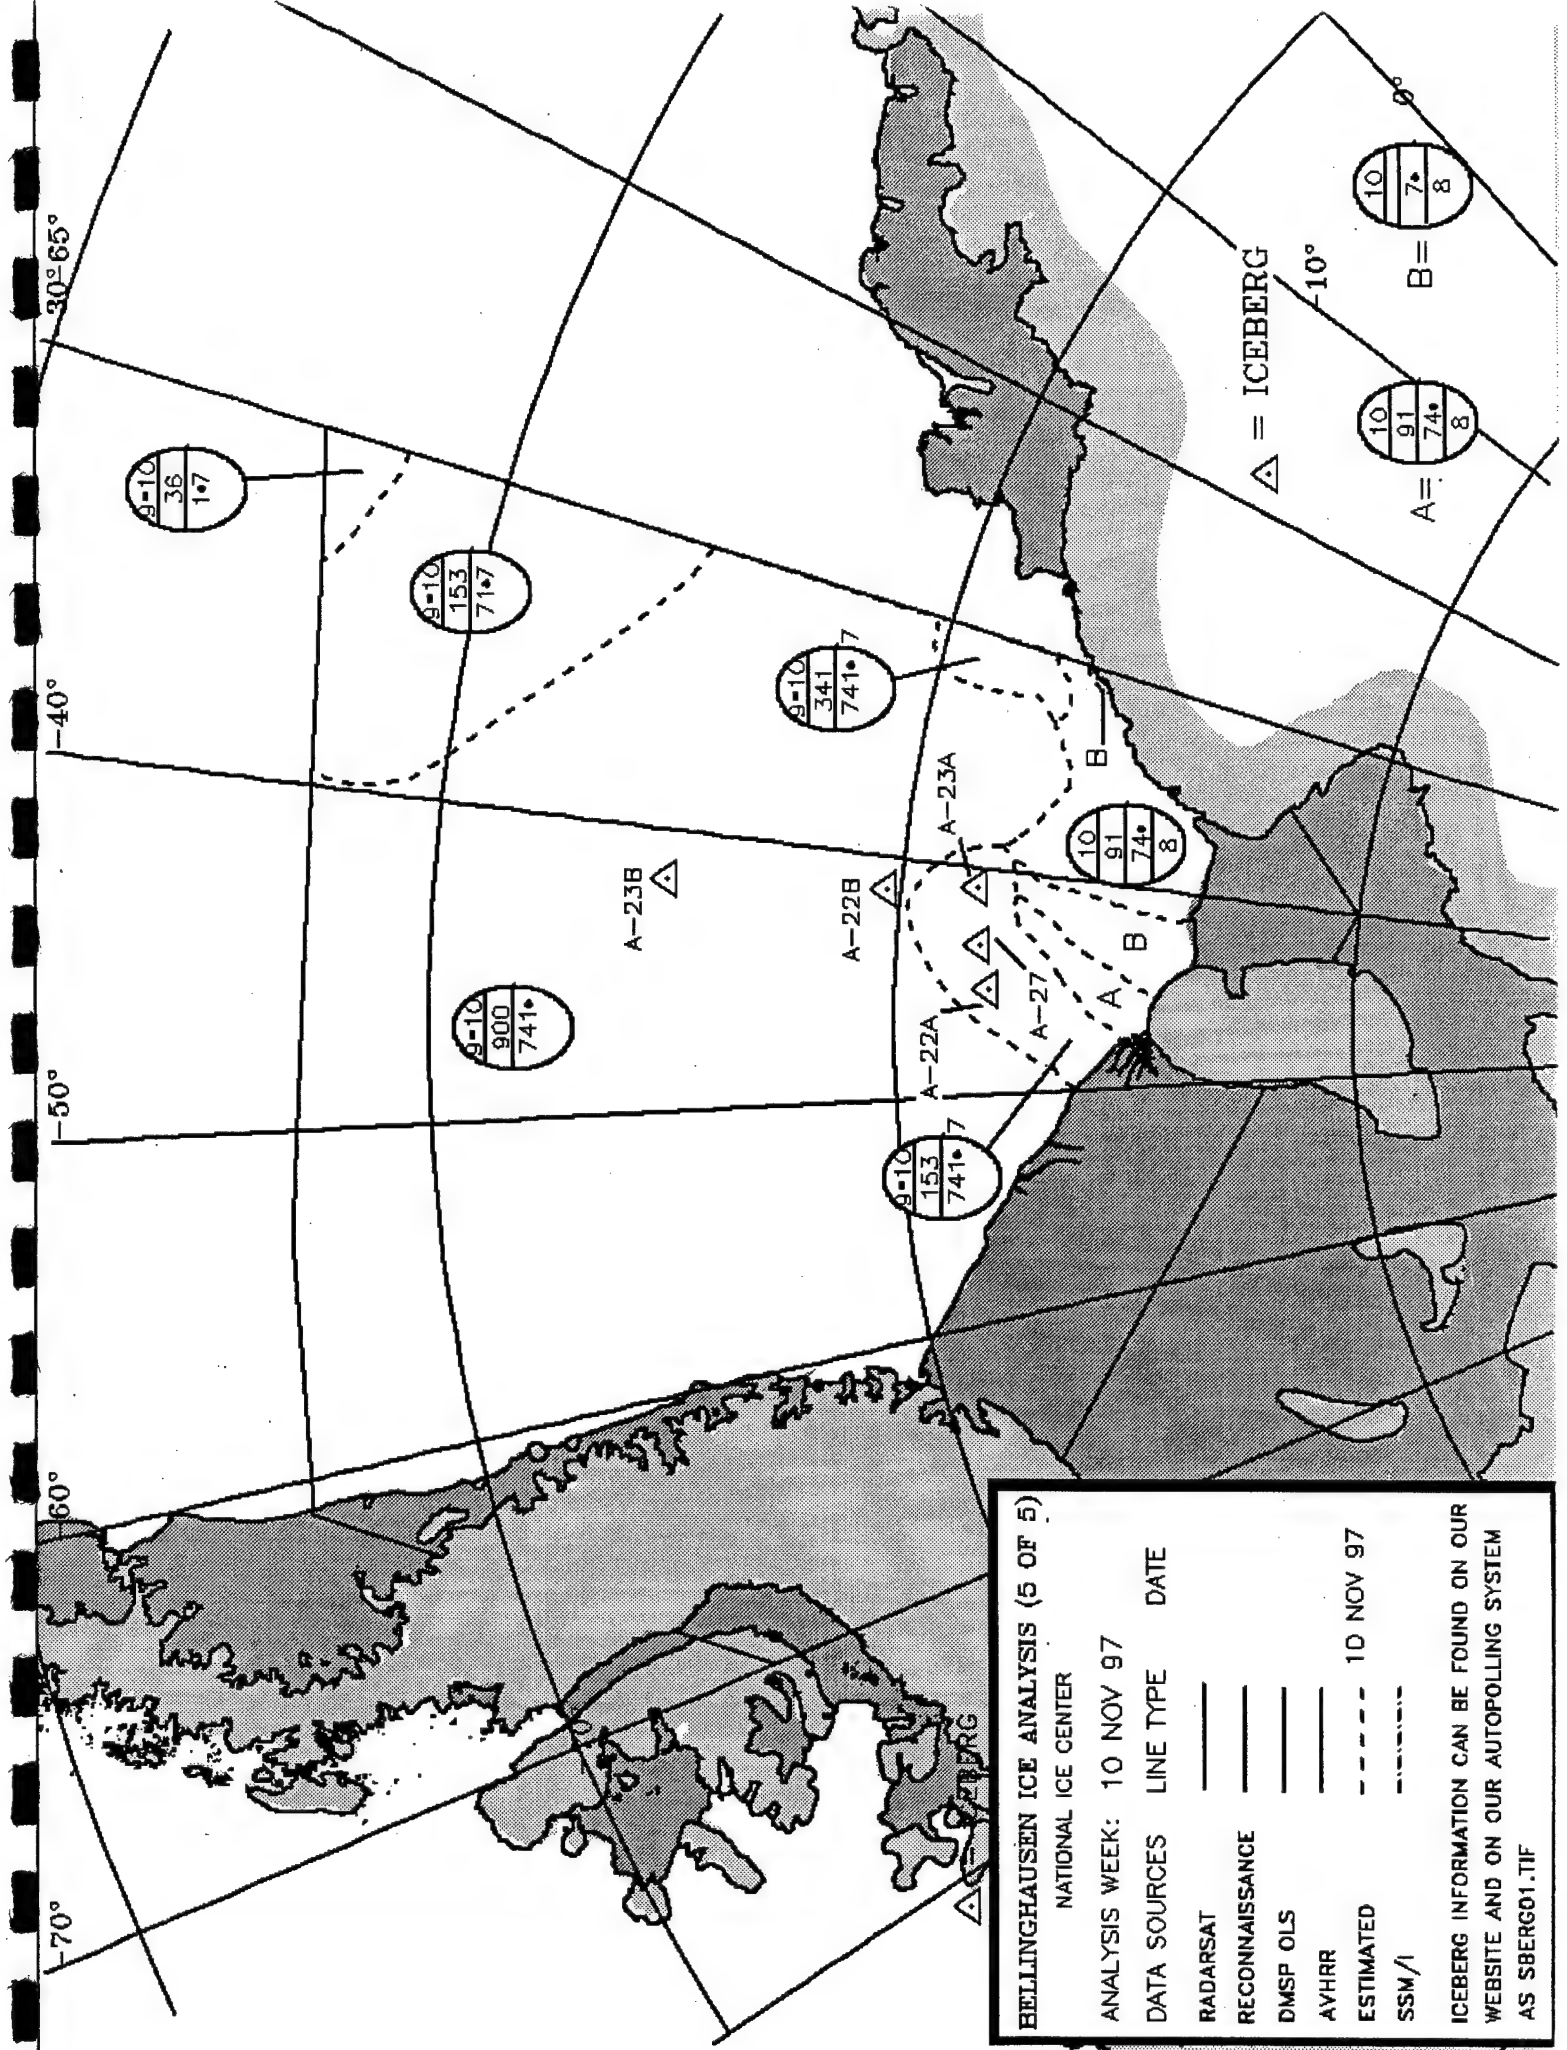 -70°
-60°
-50°
-40°
30°-65°
9-10
36
1•7
9-10
153
71•7
9-10
900
741•
9-10
341
741•7
9-10
153
741•7
10
91
74•
8
A-23B
A-22B
A-23A
A-22A
A-27
A
B
B
△ = ICEBERG
-10°
0°
A=
10
91
74•
8
B=
10
7•
8
BELLINGHAUSEN ICE ANALYSIS (5 OF 5)
NATIONAL ICE CENTER
ANALYSIS WEEK: 10 NOV 97
DATA SOURCES LINE TYPE DATE
RADARSAT
RECONNAISSANCE
DMSP OLS
AVHRR
ESTIMATED 10 NOV 97
SSM/I
ICEBERG INFORMATION CAN BE FOUND ON OUR
WEBSITE AND ON OUR AUTOPOLLING SYSTEM
AS SBERG01.TIF